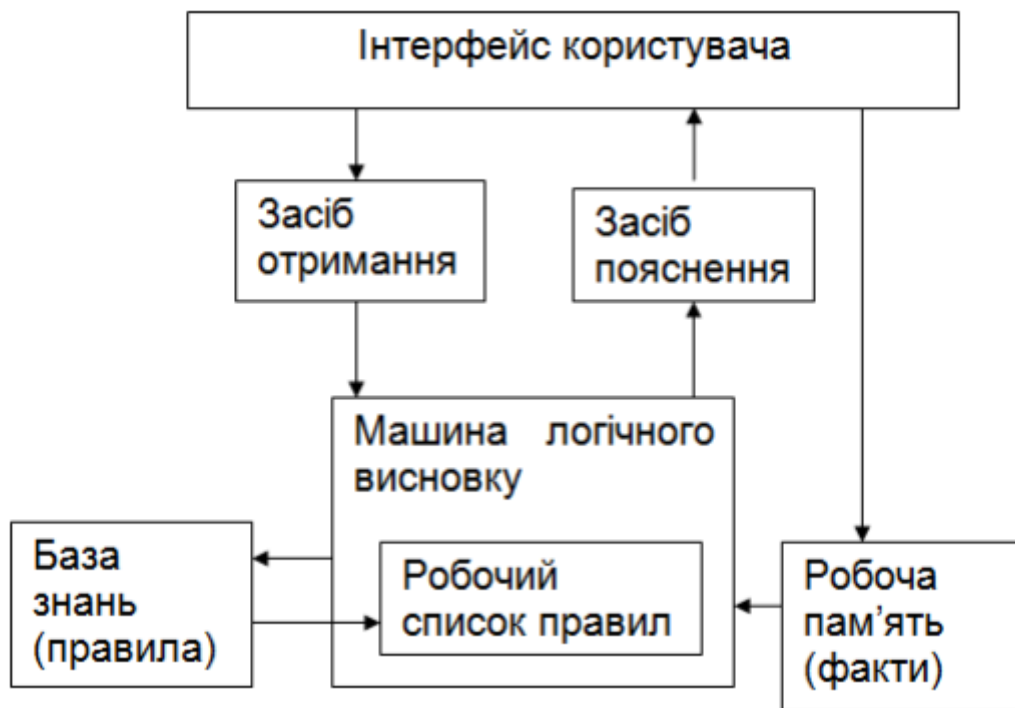 Інтерфейс користувача
Засіб
отримання
Засіб
пояснення
Машина логічного
висновку
База
знань
(правила)
Робочий
список правил
Робоча
пам’ять
(факти)